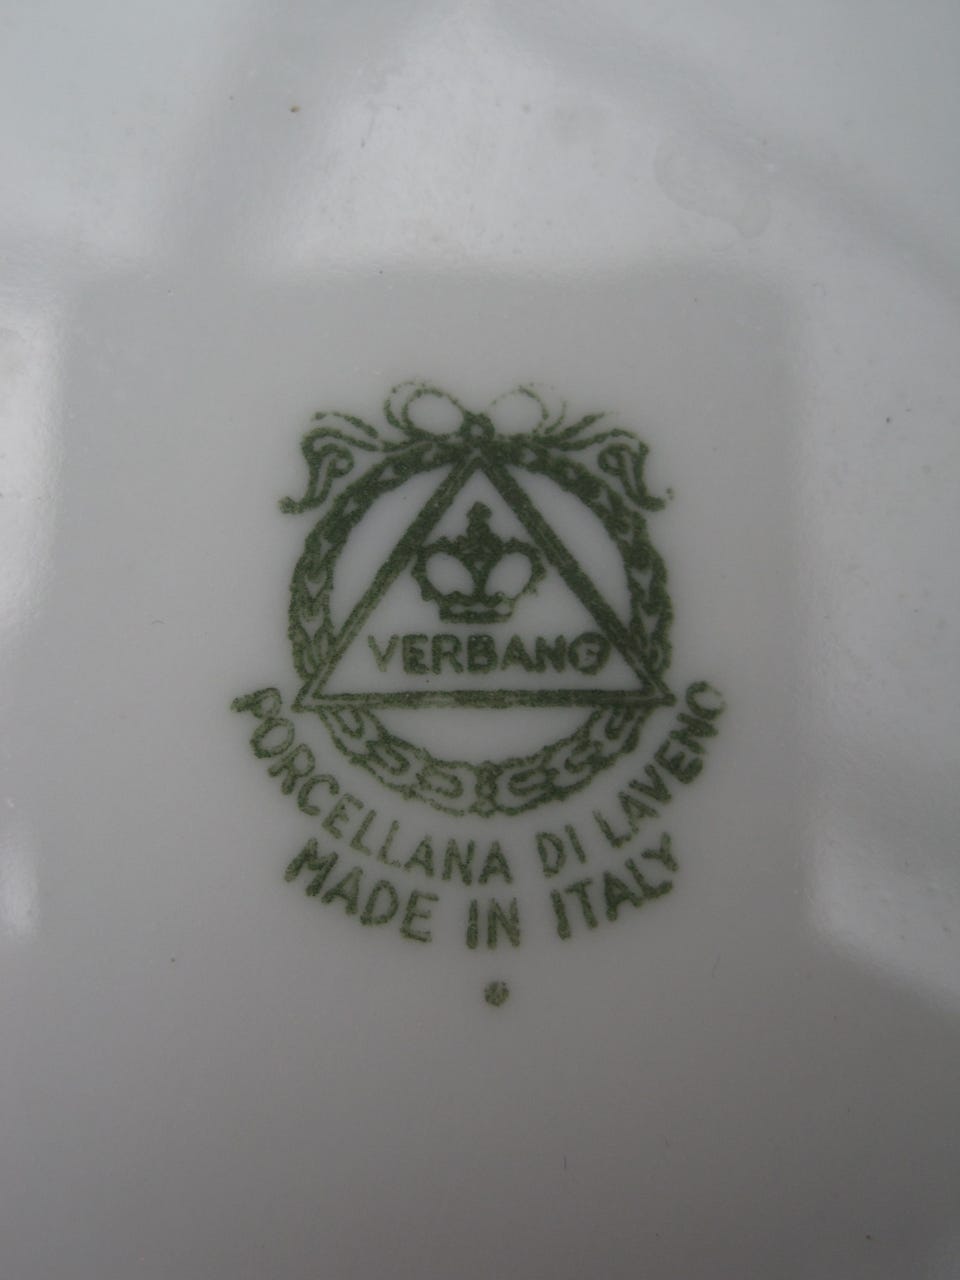 VERBANO
PORCELLANA DI LAVENO
MADE IN ITALY